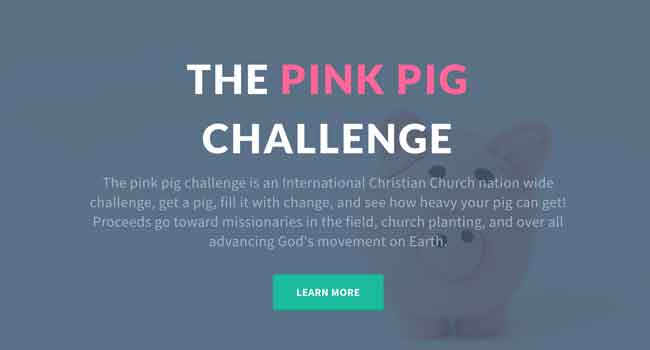 THE PINK PIG
CHALLENGE
The pink pig challenge is an International Christian Church nation wide
challenge, get a pig, fill it with change, and see how heavy your pig can get!
Proceeds go toward missionaries in the field, church planting, and over all
advancing God's movement on Earth.
LEARN MORE